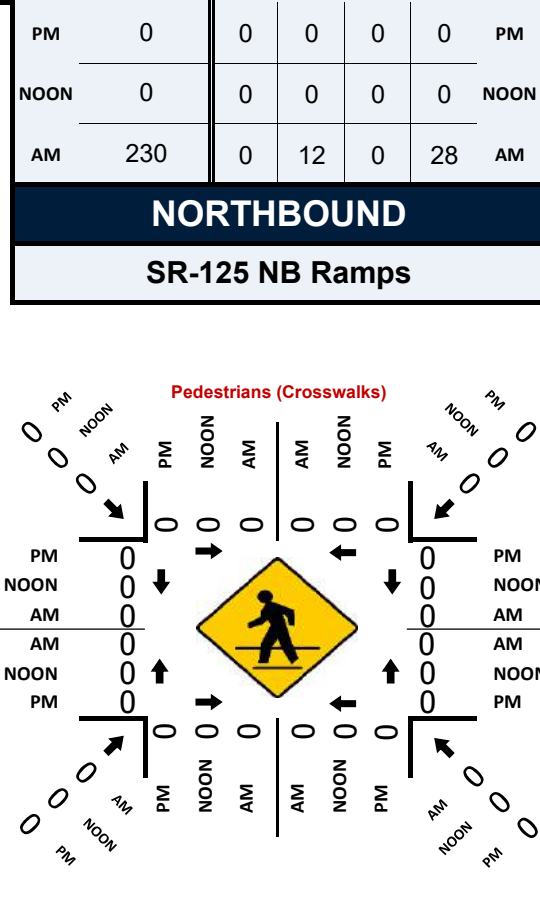 PM 0 0 0 0 0 PM
NOON 0 0 0 0 0 NOON
AM 230 0 12 0 28 AM
NORTHBOUND
SR-125 NB Ramps
Pedestrians (Crosswalks)
PM NOON AM PM NOON AM AM NOON PM AM NOON PM
0 0 0 0 0 0 0 0 0 0 0 0
PM 0 0 PM
NOON 0 0 NOON
AM 0 0 AM
AM 0 0 AM
NOON 0 0 NOON
PM 0 0 PM
0 0 0 0 0 0 0 0 0 0 0 0
PM NOON AM PM NOON AM AM NOON PM AM NOON PM